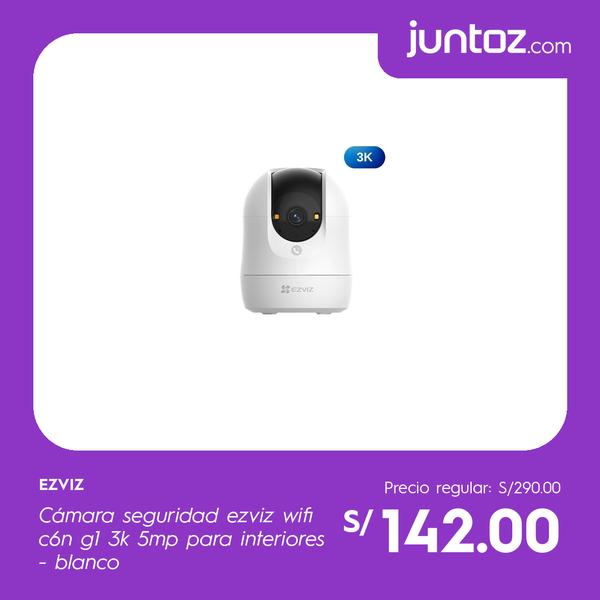 juntoz.com
3K
EZVIZ
EZVIZ
Precio regular: S/290.00
Cámara seguridad ezviz wifi
c6n g1 3k 5mp para interiores
- blanco
S/142.00